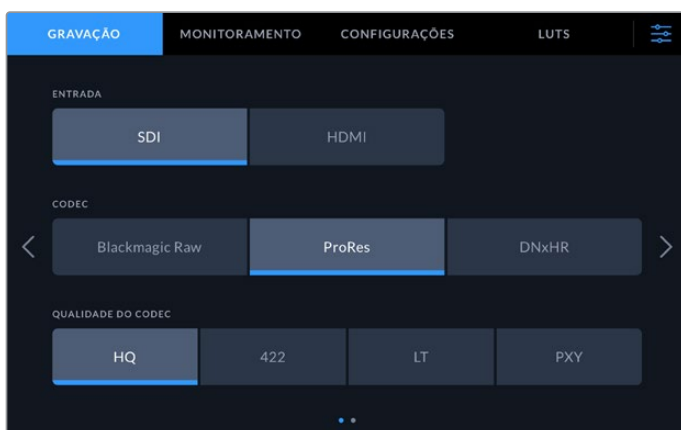 GRAVAÇÃO MONITORAMENTO CONFIGURAÇÕES LUTS
ENTRADA
SDI HDMI
CODEC
Blackmagic Raw ProRes DNxHR
QUALIDADE DO CODEC
HQ 422 LT PXY